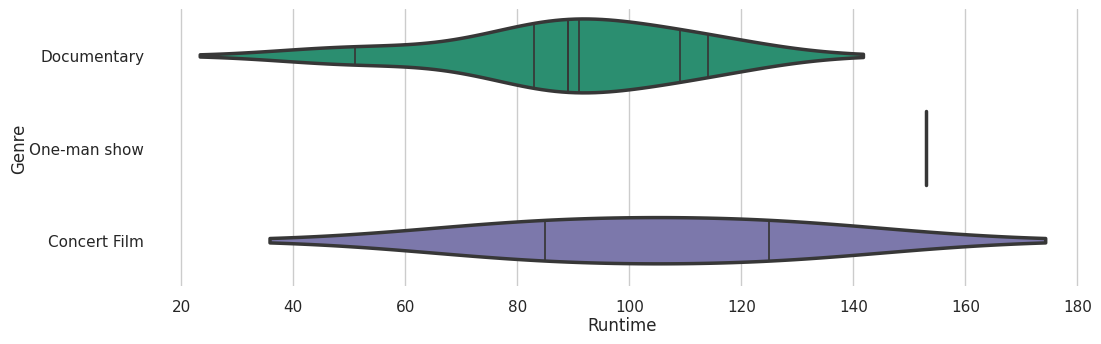 Genre
Documentary
One-man show
Concert Film
20 40 60 80 100 120 140 160 180
Runtime